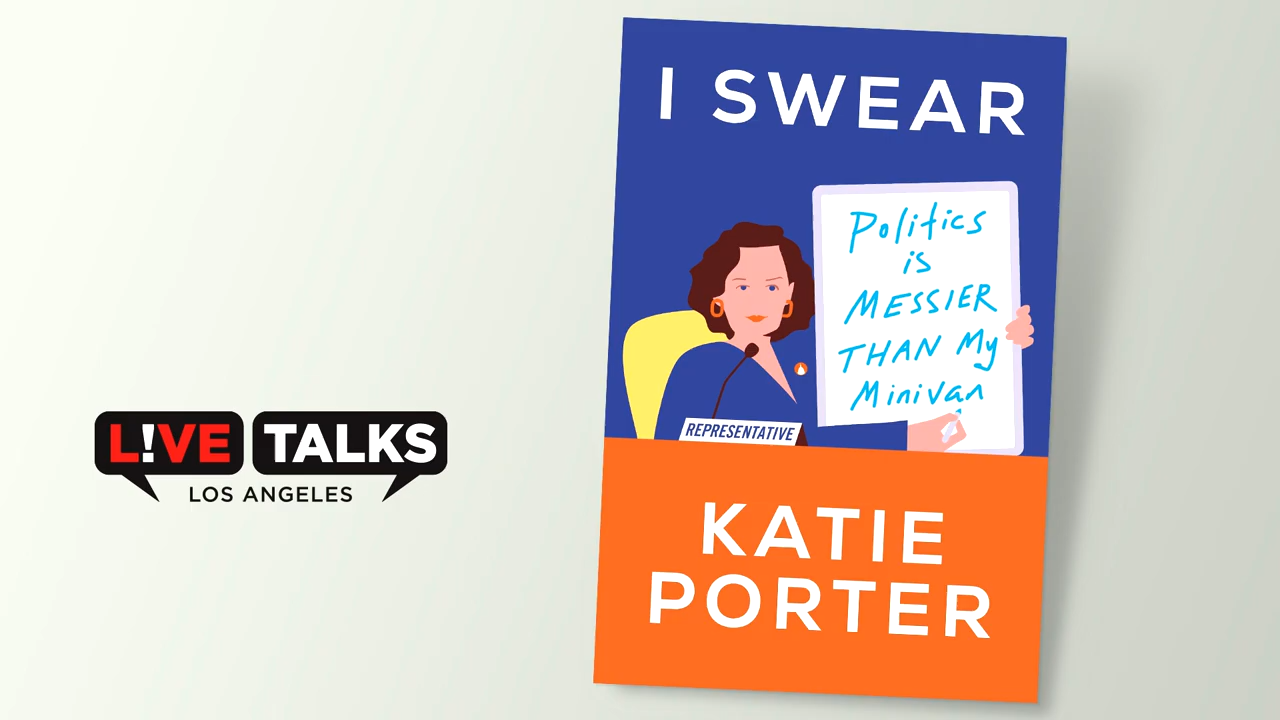 I SWEAR
Politics
is
MESSIER
THAN My
Minivan
REPRESENTATIVE
KATIE
PORTER
L!VE TALKS
LOS ANGELES